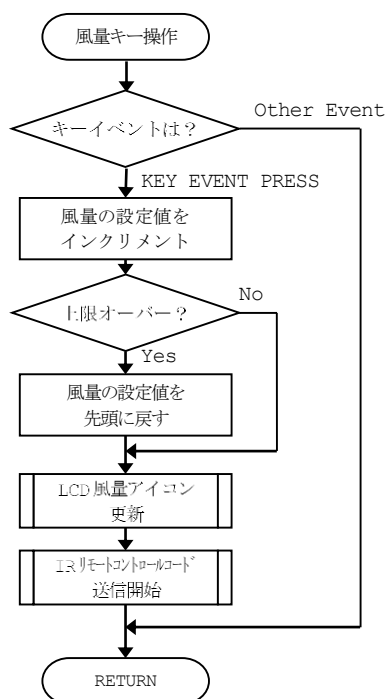 風量キー操作
キーイベントは？
Other Event
KEY EVENT PRESS
風量の設定値を
インクリメント
上限オーバー？
No
Yes
風量の設定値を
先頭に戻す
LCD風量アイコン
更新
IRリモートコントロールコード
送信開始
RETURN